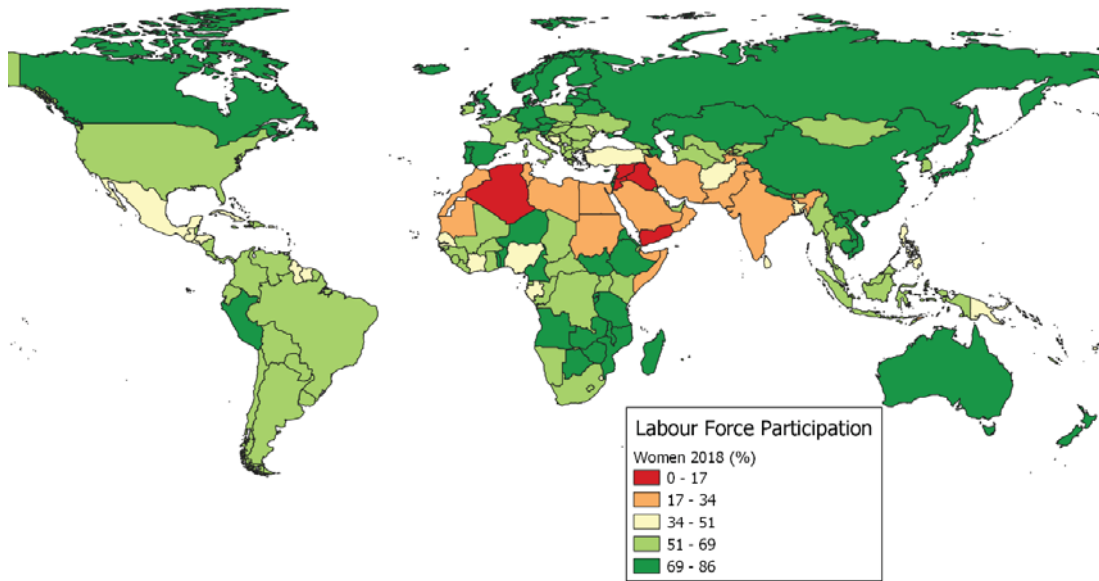 Labour Force Participation
Women 2018 (%)
0 - 17
17 - 34
34 - 51
51 - 69
69 - 86